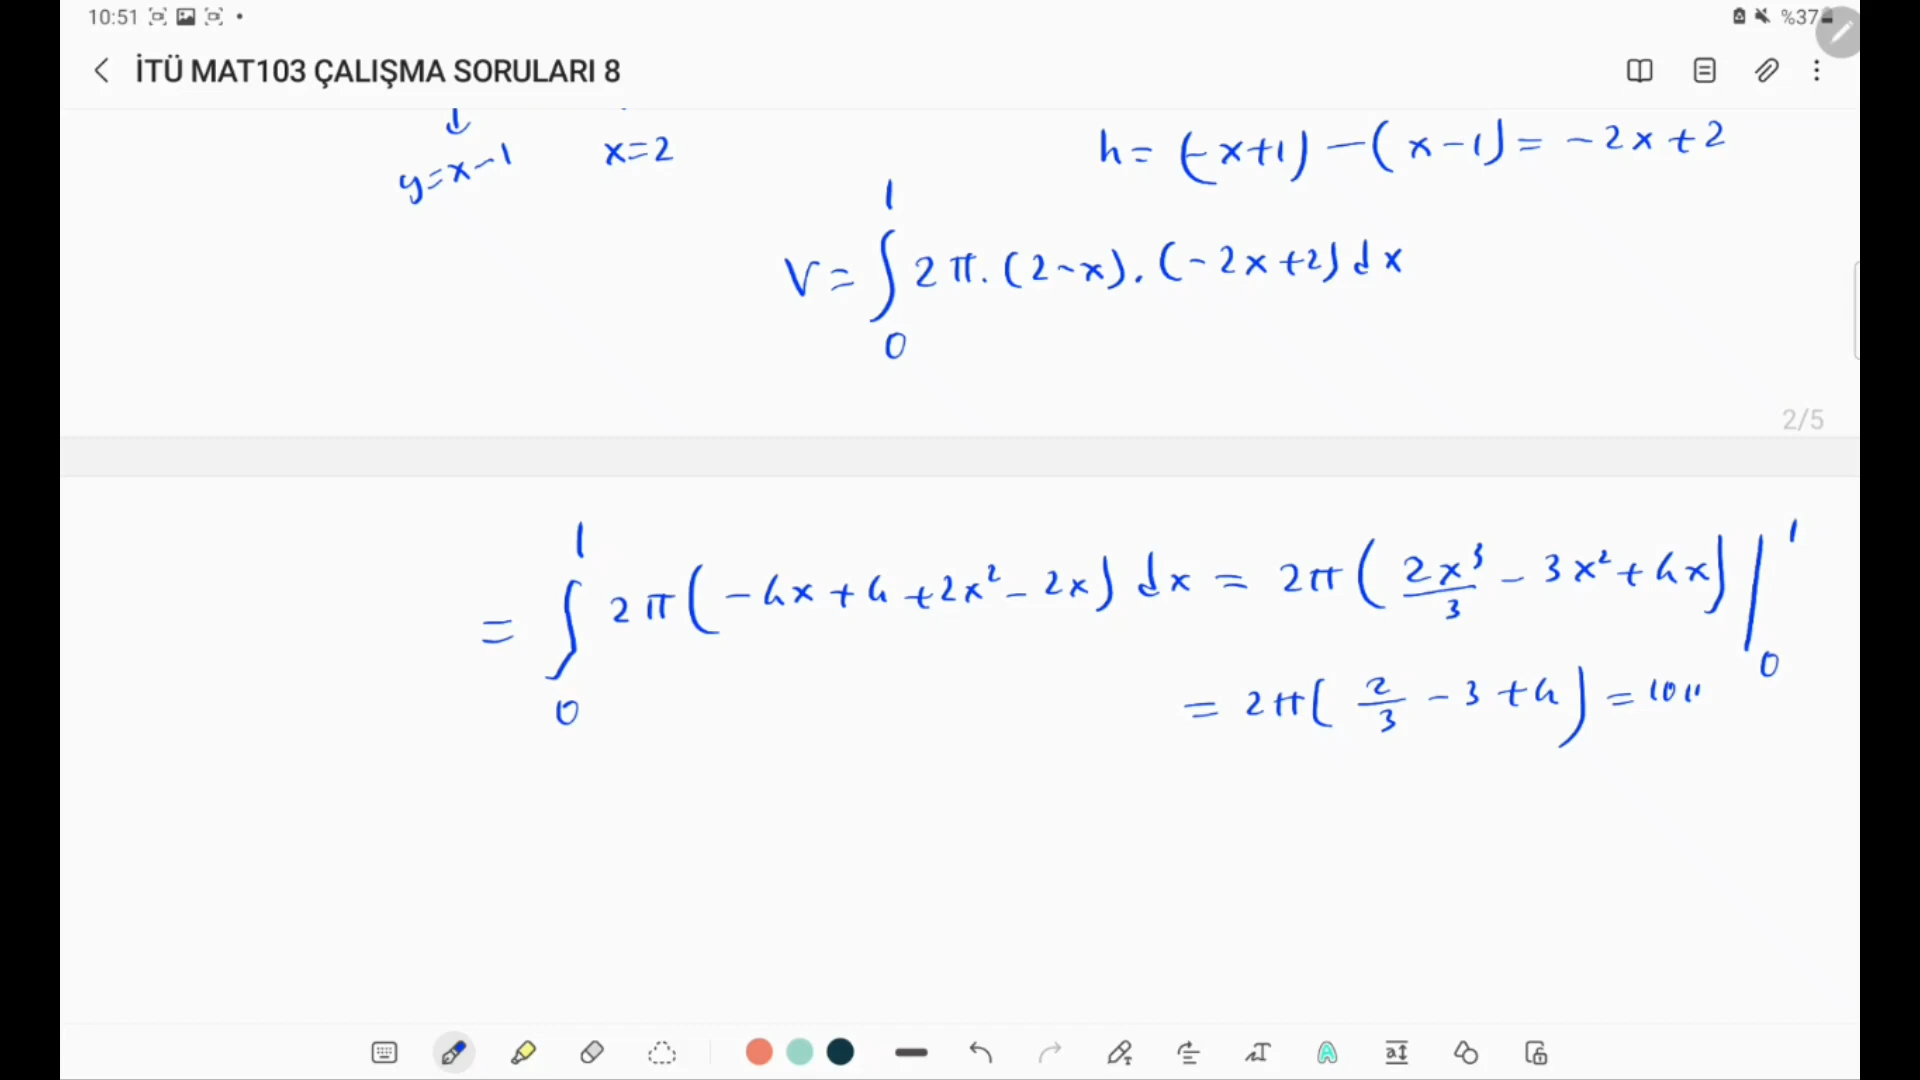 10:51
%37
İTÜ MAT103 ÇALIŞMA SORULARI 8
y=x-1
x=2
h= (-x+1) - (x-1) = -2x+2
V= ∫₀¹ 2π.(2-x).(-2x+2)dx
2/5
= ∫₀¹ 2π(-4x+4+2x²-2x)dx = 2π(2x³/3 - 3x²+4x)|₀¹
= 2π(2/3 - 3+4) = 10π